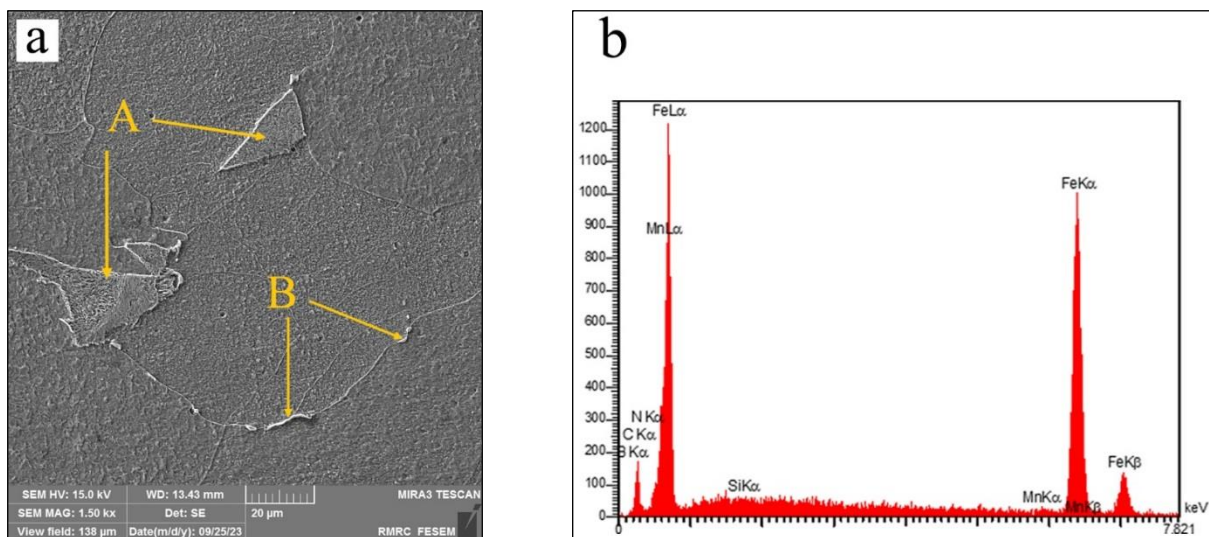 a
A
B
SEM HV: 15.0 kV WD: 13.43 mm MIRA3 TESCAN
SEM MAG: 1.50 kx Det: SE 20 µm
View field: 138 µm Date(m/d/y): 09/25/23 RMRC FESEM
b
FeLα
1200
1100
1000
FeKα
900
MnLα
800
700
600
500
400
300
N Kα
C Kα
200
B Kα
FeKβ
100
SiKα
MnKα
MnKβ
0
keV
0
7.821